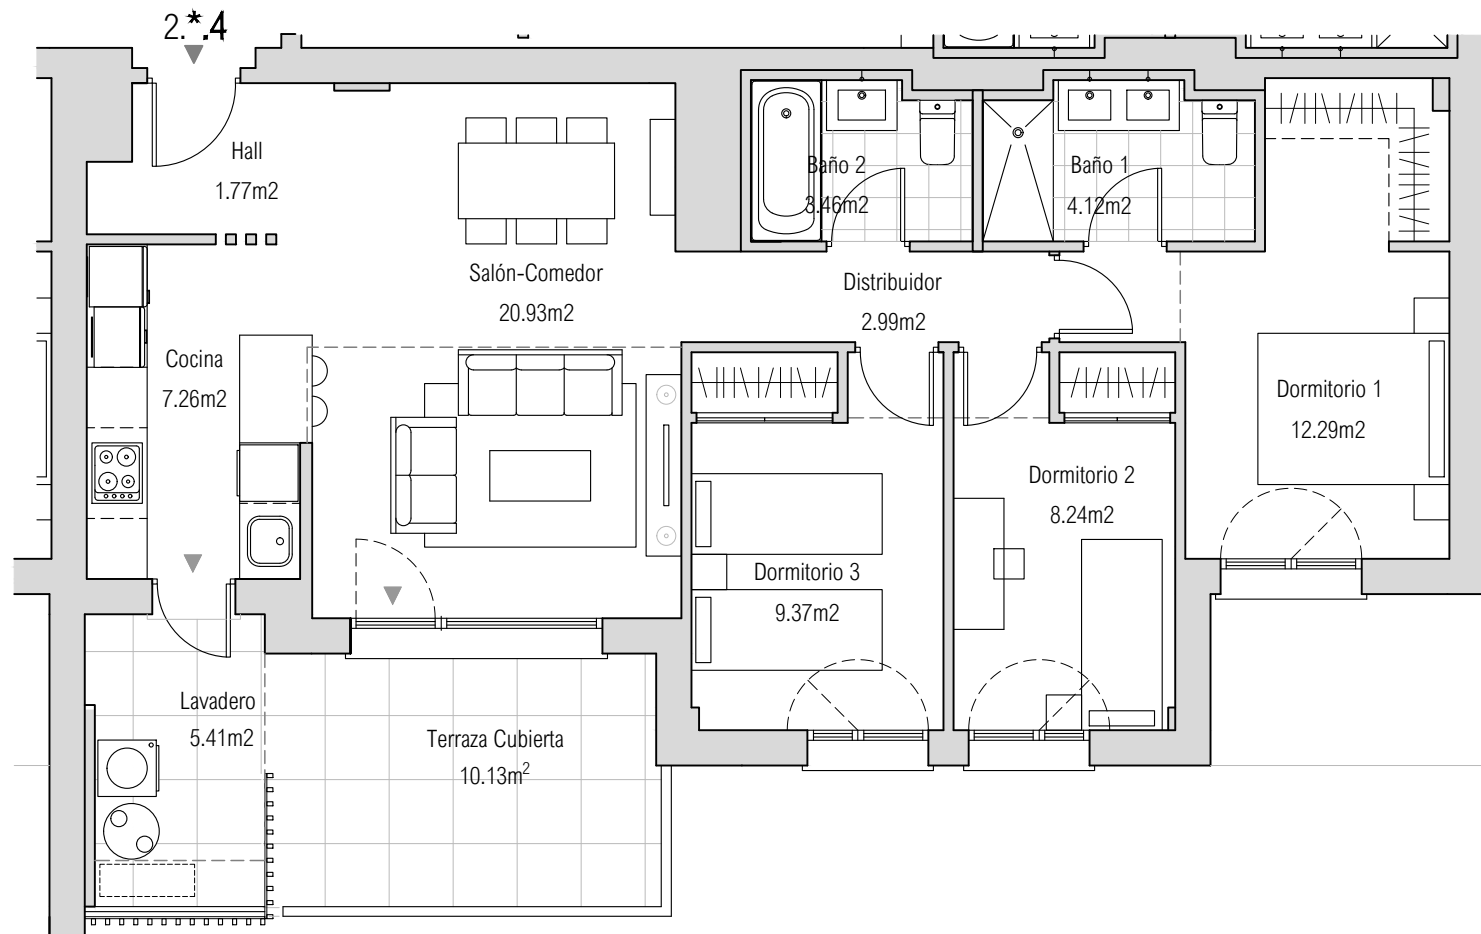 2.*.4
Hall
1.77m2
Baño 2
3.46m2
Baño 1
4.12m2
Salón-Comedor
20.93m2
Distribuidor
2.99m2
Cocina
7.26m2
Dormitorio 1
12.29m2
Dormitorio 2
8.24m2
Dormitorio 3
9.37m2
Lavadero
5.41m2
Terraza Cubierta
10.13m²